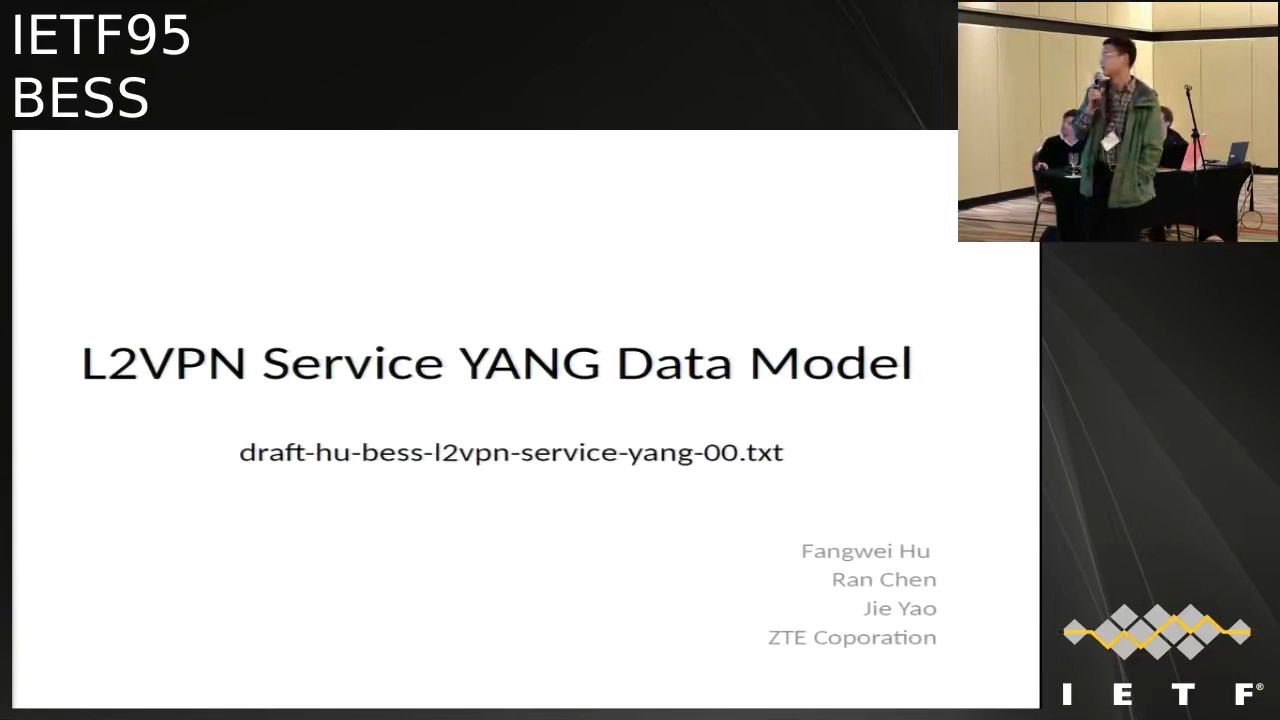 IETF95
BESS
L2VPN Service YANG Data Model
draft-hu-bess-l2vpn-service-yang-00.txt
Fangwei Hu
Ran Chen
Jie Yao
ZTE Coporation
I E T F®